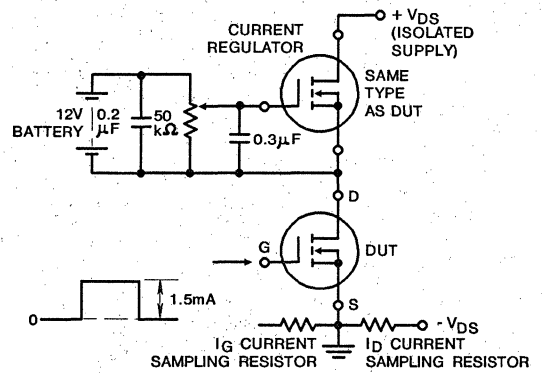 + VDS
(ISOLATED
SUPPLY)
CURRENT
REGULATOR
SAME
TYPE
AS DUT
12V
BATTERY
0.2
µF
50
kΩ
0.3µF
D
G
DUT
S
0
1.5mA
IG CURRENT
SAMPLING RESISTOR
ID CURRENT
SAMPLING RESISTOR
- VDS